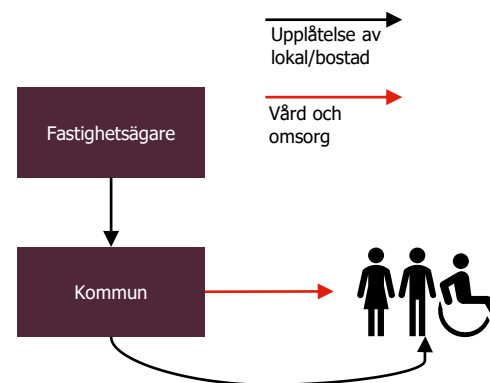 Upplåtelse av
lokal/bostad
Vård och
omsorg
Fastighetsägare
Kommun